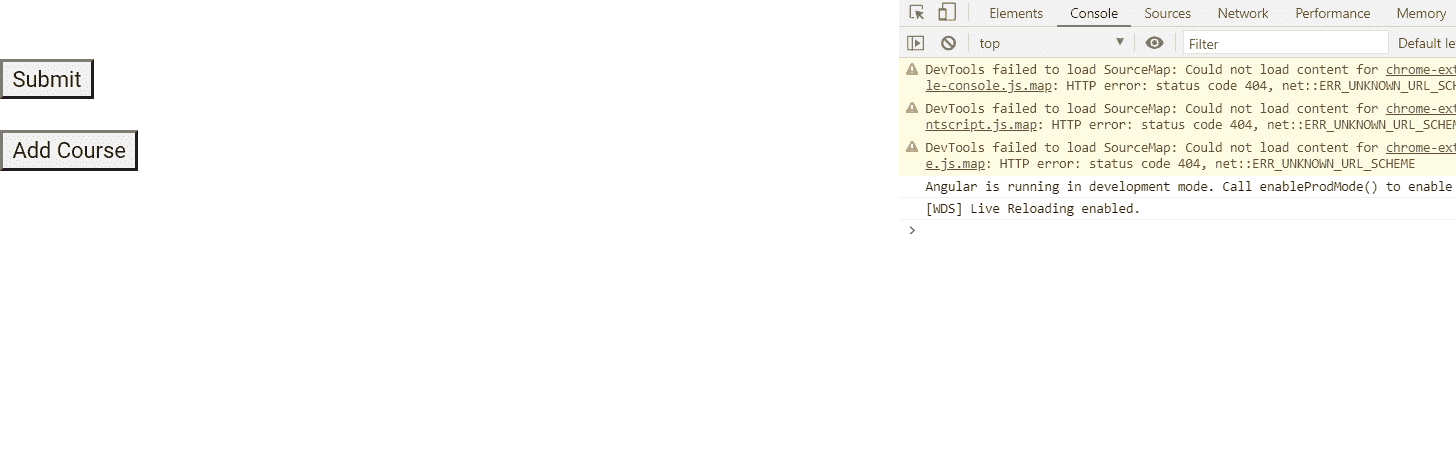 Submit
Add Course
Elements Console Sources Network Performance Memory
top Filter Default le
DevTools failed to load SourceMap: Could not load content for chrome-ext
le-console.js.map: HTTP error: status code 404, net::ERR_UNKNOWN_URL_SCH
DevTools failed to load SourceMap: Could not load content for chrome-ext
ntscript.js.map: HTTP error: status code 404, net::ERR_UNKNOWN_URL_SCHEM
DevTools failed to load SourceMap: Could not load content for chrome-ext
e.js.map: HTTP error: status code 404, net::ERR_UNKNOWN_URL_SCHEME
Angular is running in development mode. Call enableProdMode() to enable
[WDS] Live Reloading enabled.